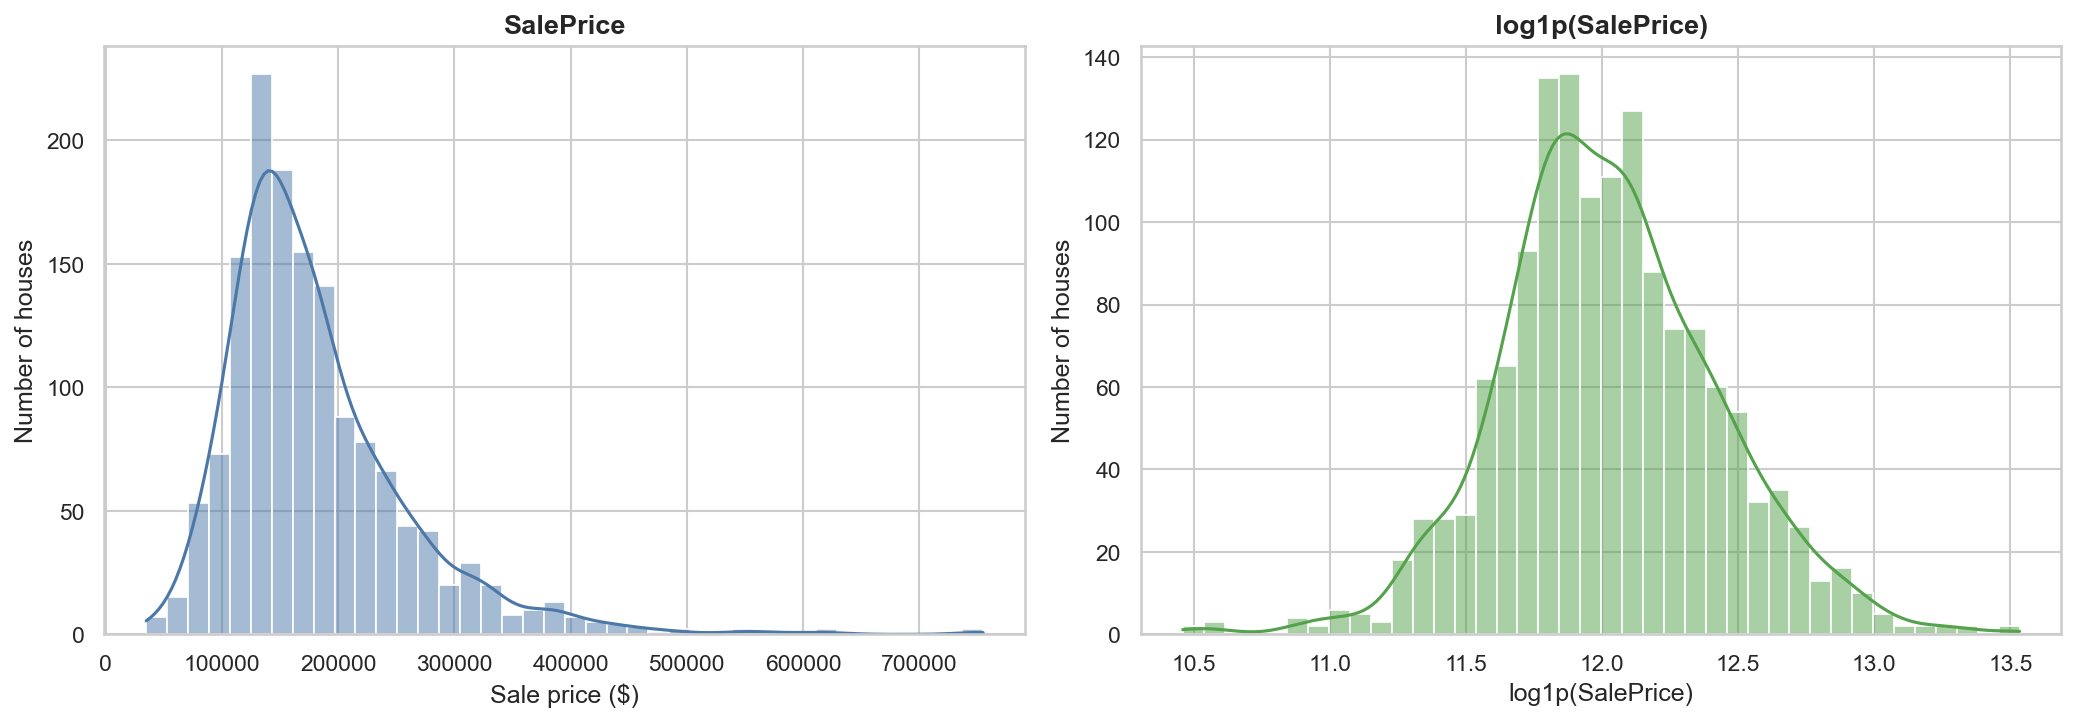 SalePrice
Number of houses
200
150
100
50
0
0 100000 200000 300000 400000 500000 600000 700000
Sale price ($)
log1p(SalePrice)
Number of houses
140
120
100
80
60
40
20
0
10.5 11.0 11.5 12.0 12.5 13.0 13.5
log1p(SalePrice)